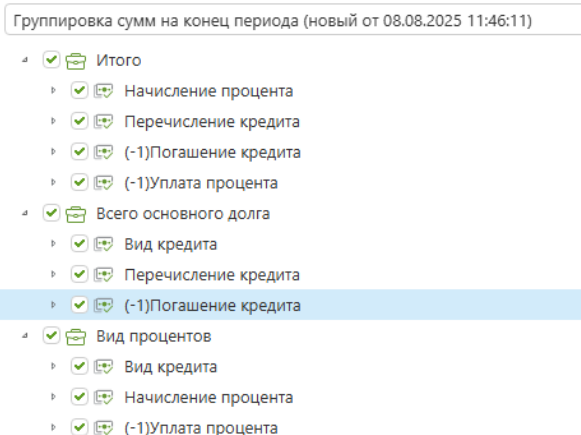 Группировка сумм на конец периода (новый от 08.08.2025 11:46:11)
Итого
Начисление процента
Перечисление кредита
(-1)Погашение кредита
(-1)Уплата процента
Всего основного долга
Вид кредита
Перечисление кредита
(-1)Погашение кредита
Вид процентов
Вид кредита
Начисление процента
(-1)Уплата процента